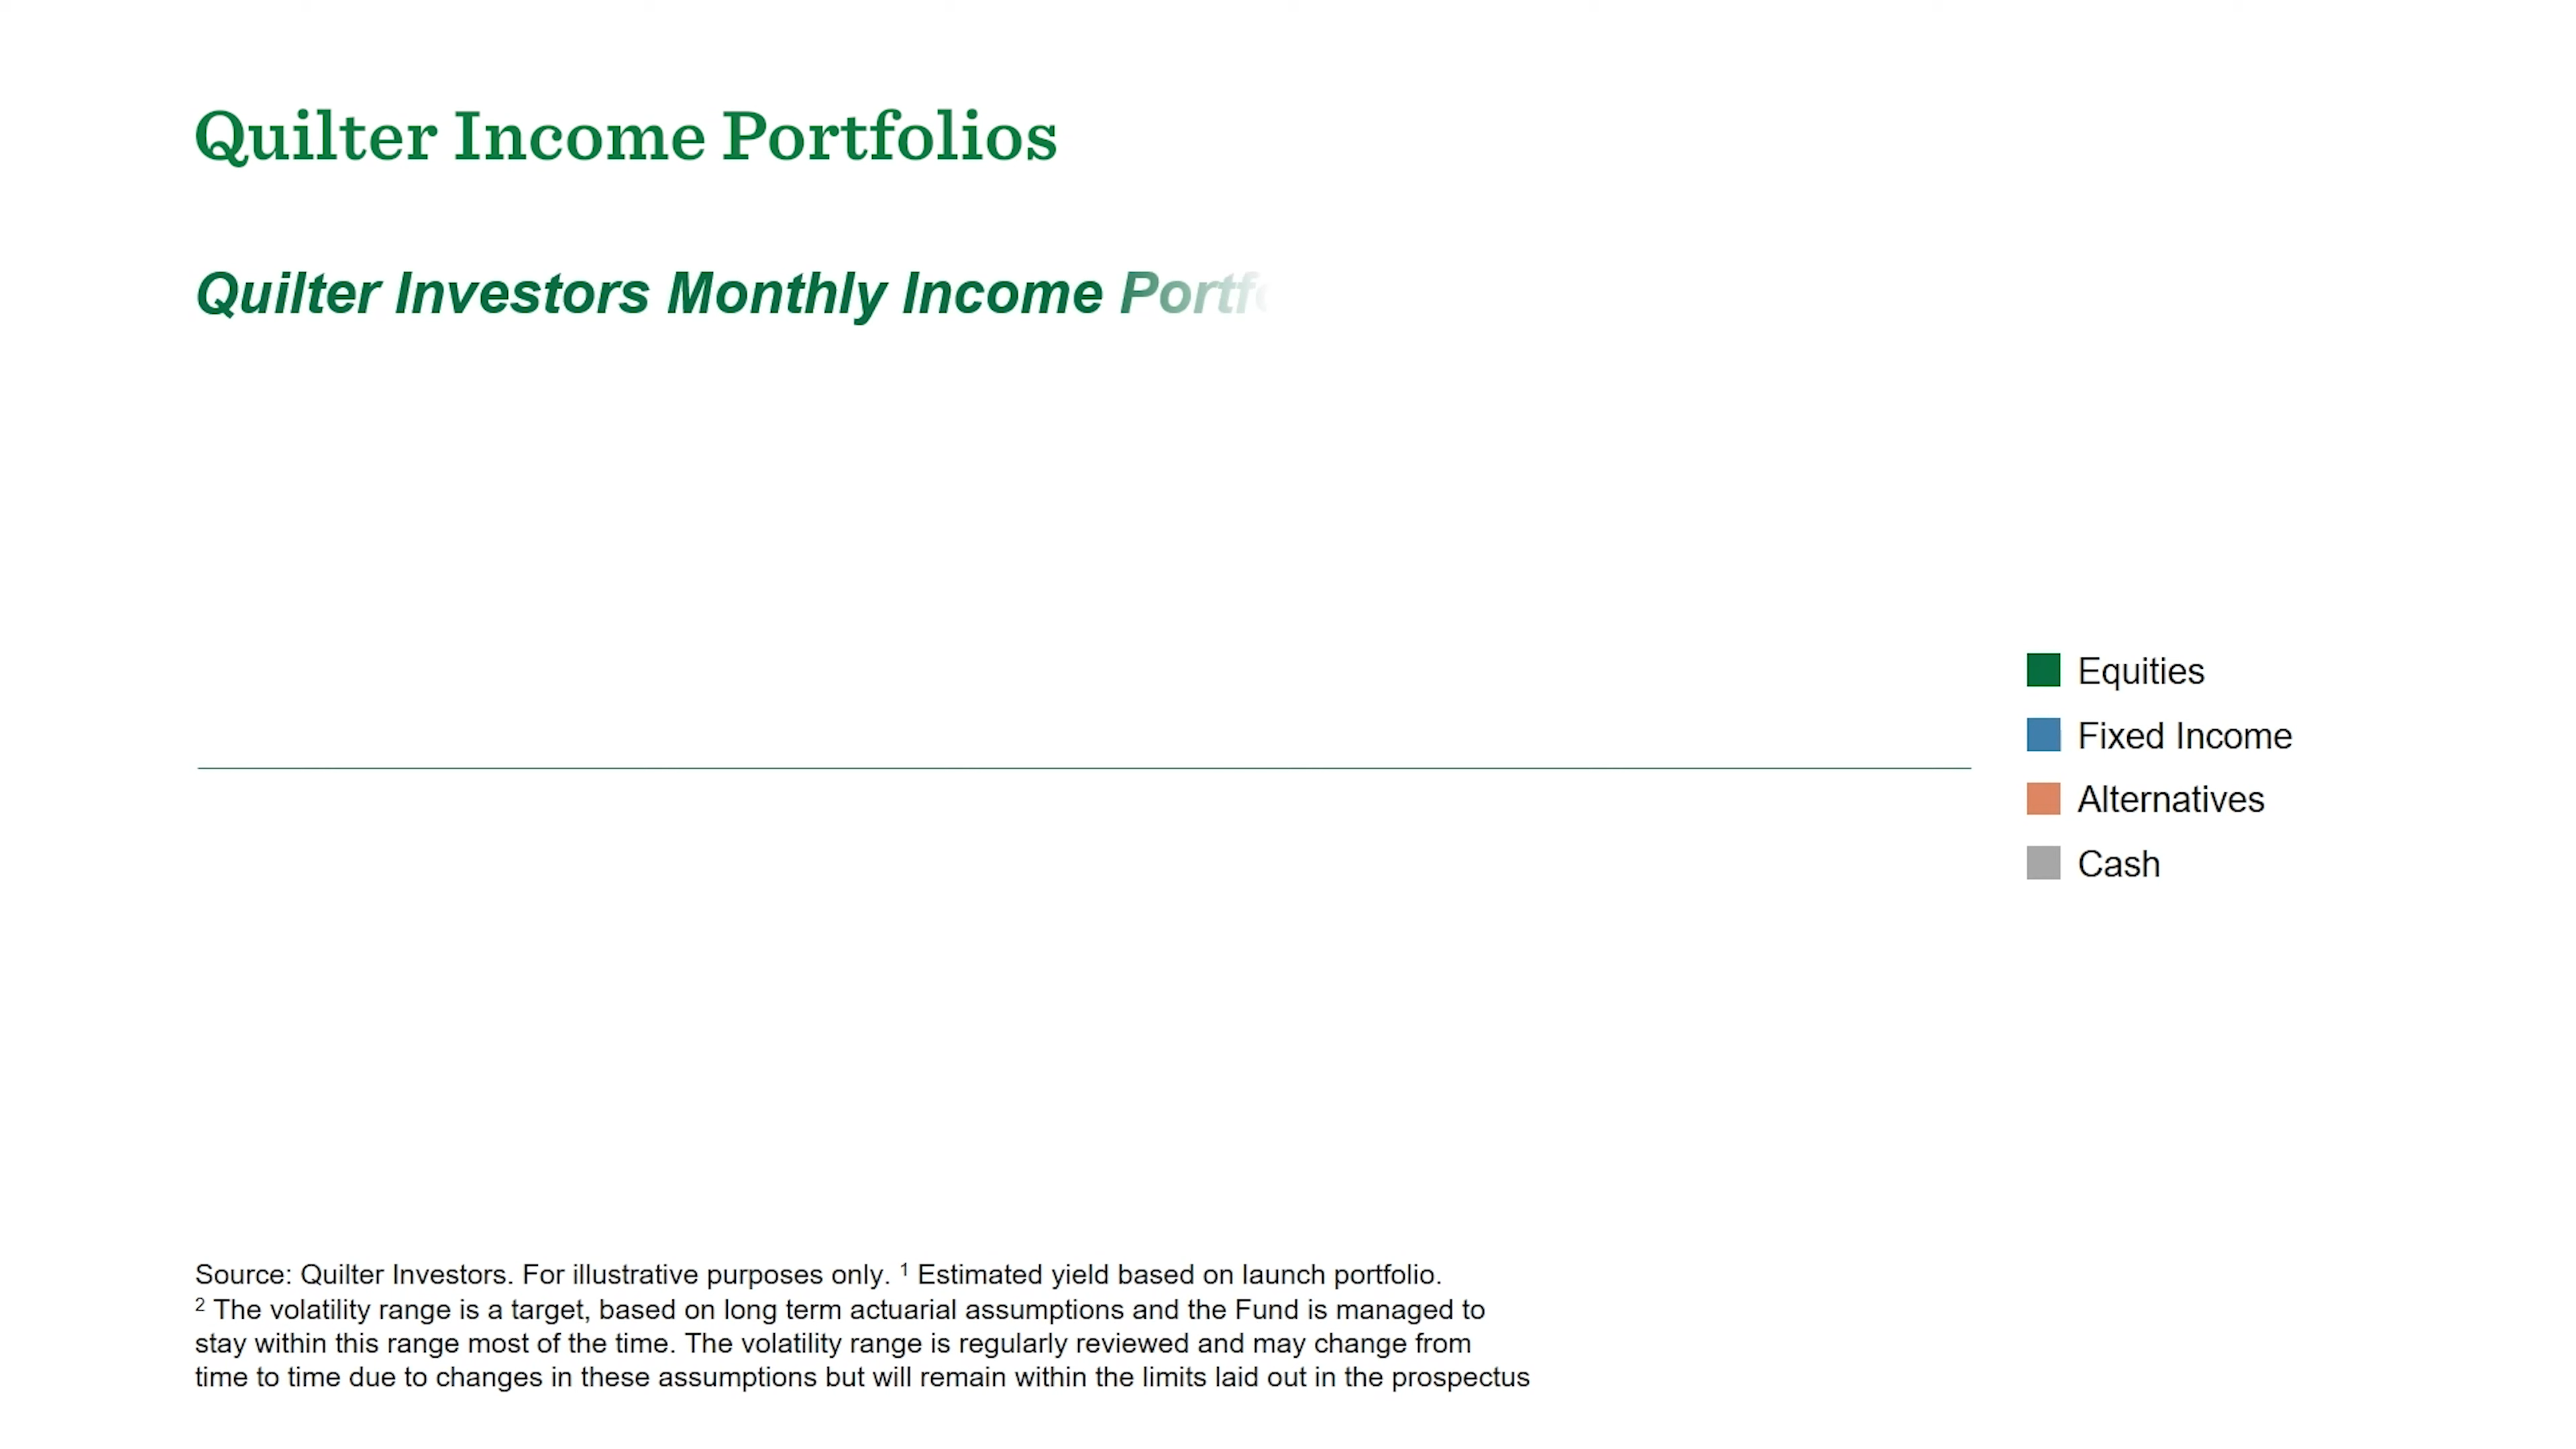 Quilter Income Portfolios
Quilter Investors Monthly Income
Equities
Fixed Income
Alternatives
Cash
Source: Quilter Investors. For illustrative purposes only. ¹ Estimated yield based on launch portfolio.
² The volatility range is a target, based on long term actuarial assumptions and the Fund is managed to
stay within this range most of the time. The volatility range is regularly reviewed and may change from
time to time due to changes in these assumptions but will remain within the limits laid out in the prospectus